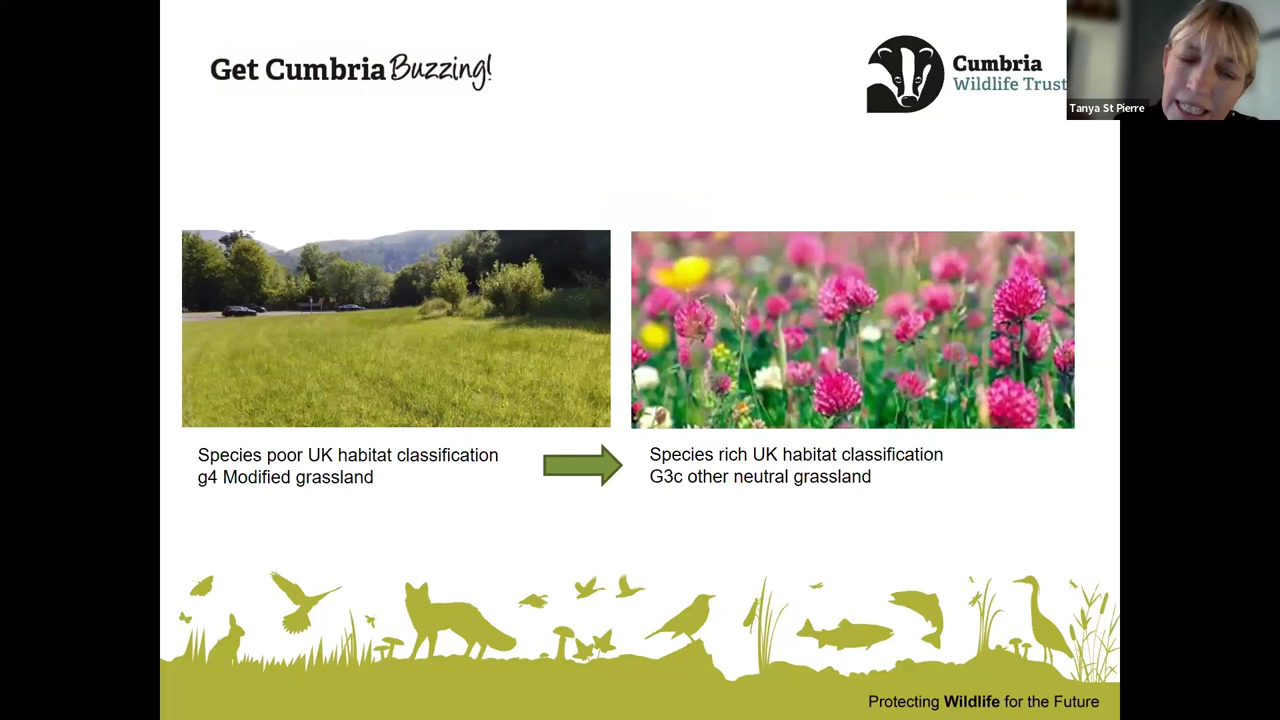 Get Cumbria Buzzing!
Cumbria
Wildlife Trust
Tanya St Pierre
Species poor UK habitat classification
g4 Modified grassland
Species rich UK habitat classification
G3c other neutral grassland
Protecting Wildlife for the Future